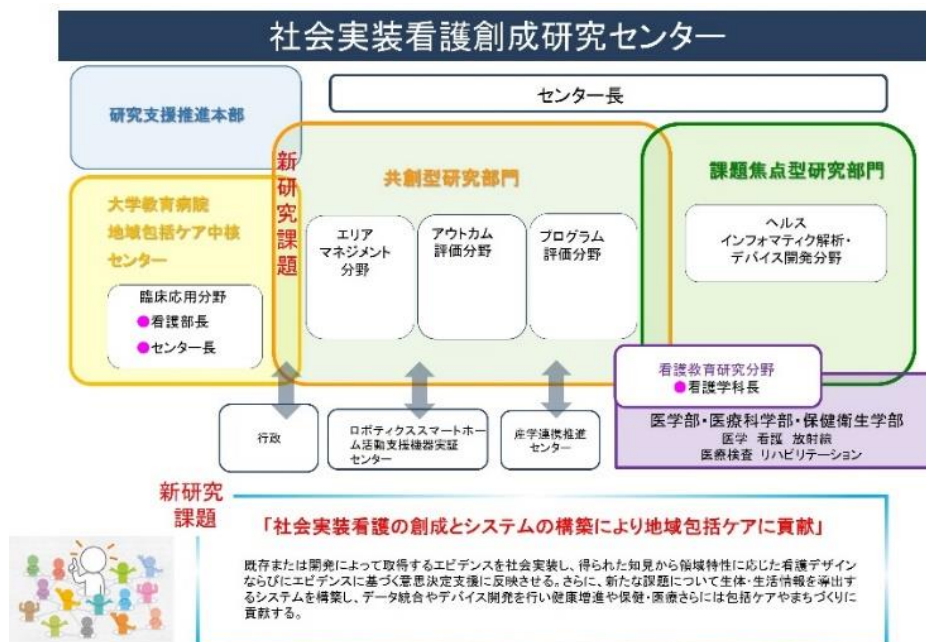 社会実装看護創成研究センター
研究支援推進本部
センター長
新研究課題
共創型研究部門
課題焦点型研究部門
大学教育病院
地域包括ケア中核
センター
臨床応用分野
●看護部長
●センター長
エリア
マネジメント
分野
アウトカム
評価分野
プログラム
評価分野
ヘルス
インフォマティク解析・
デバイス開発分野
看護教育研究分野
●看護学科長
医学部・医療科学部・保健衛生学部
医学 看護 放射線
医療検査 リハビリテーション
行政
ロボティクススマートホー
ム活動支援機器実証
センター
産学連携推進
センター
新研究
課題
「社会実装看護の創成とシステムの構築により地域包括ケアに貢献」
既存または開発によって取得するエビデンスを社会実装し、得られた知見から領域特性に応じた看護デザイン
ならびにエビデンスに基づく意思決定支援に反映させる。さらに、新たな課題について生体・生活情報を導出す
るシステムを構築し、データ統合やデバイス開発を行い健康増進や保健・医療さらには包括ケアやまちづくりに
貢献する。